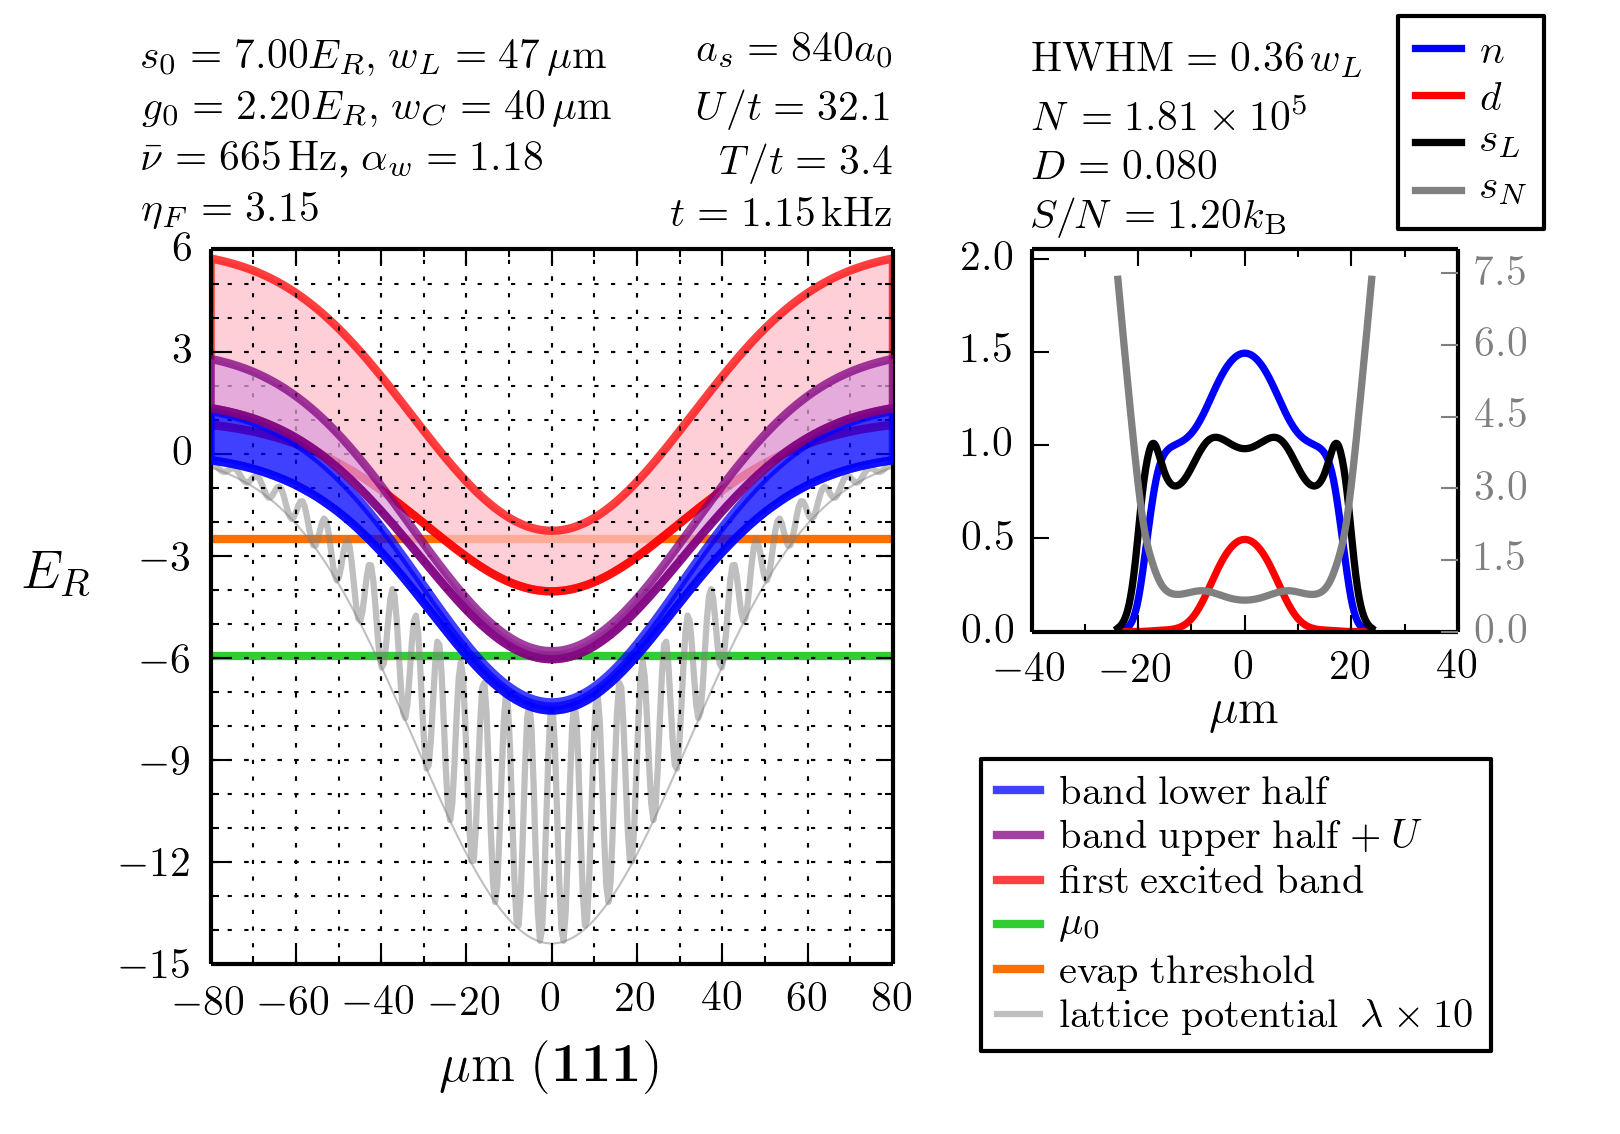 s₀ = 7.00E_R, w_L = 47 μm
g₀ = 2.20E_R, w_C = 40 μm
ν̄ = 665 Hz, α_w = 1.18
η_F = 3.15
a_s = 840a₀
U/t = 32.1
T/t = 3.4
t = 1.15 kHz
HWHM = 0.36 w_L
N = 1.81 × 10⁵
D = 0.080
S/N = 1.20k_B
n
d
s_L
s_N
E_R
6
3
0
−3
−6
−9
−12
−15
−80 −60 −40 −20 0 20 40 60 80
μm (111)
2.0
1.5
1.0
0.5
0.0
7.5
6.0
4.5
3.0
1.5
0.0
−40 −20 0 20 40
μm
band lower half
band upper half + U
first excited band
μ₀
evap threshold
lattice potential λ × 10